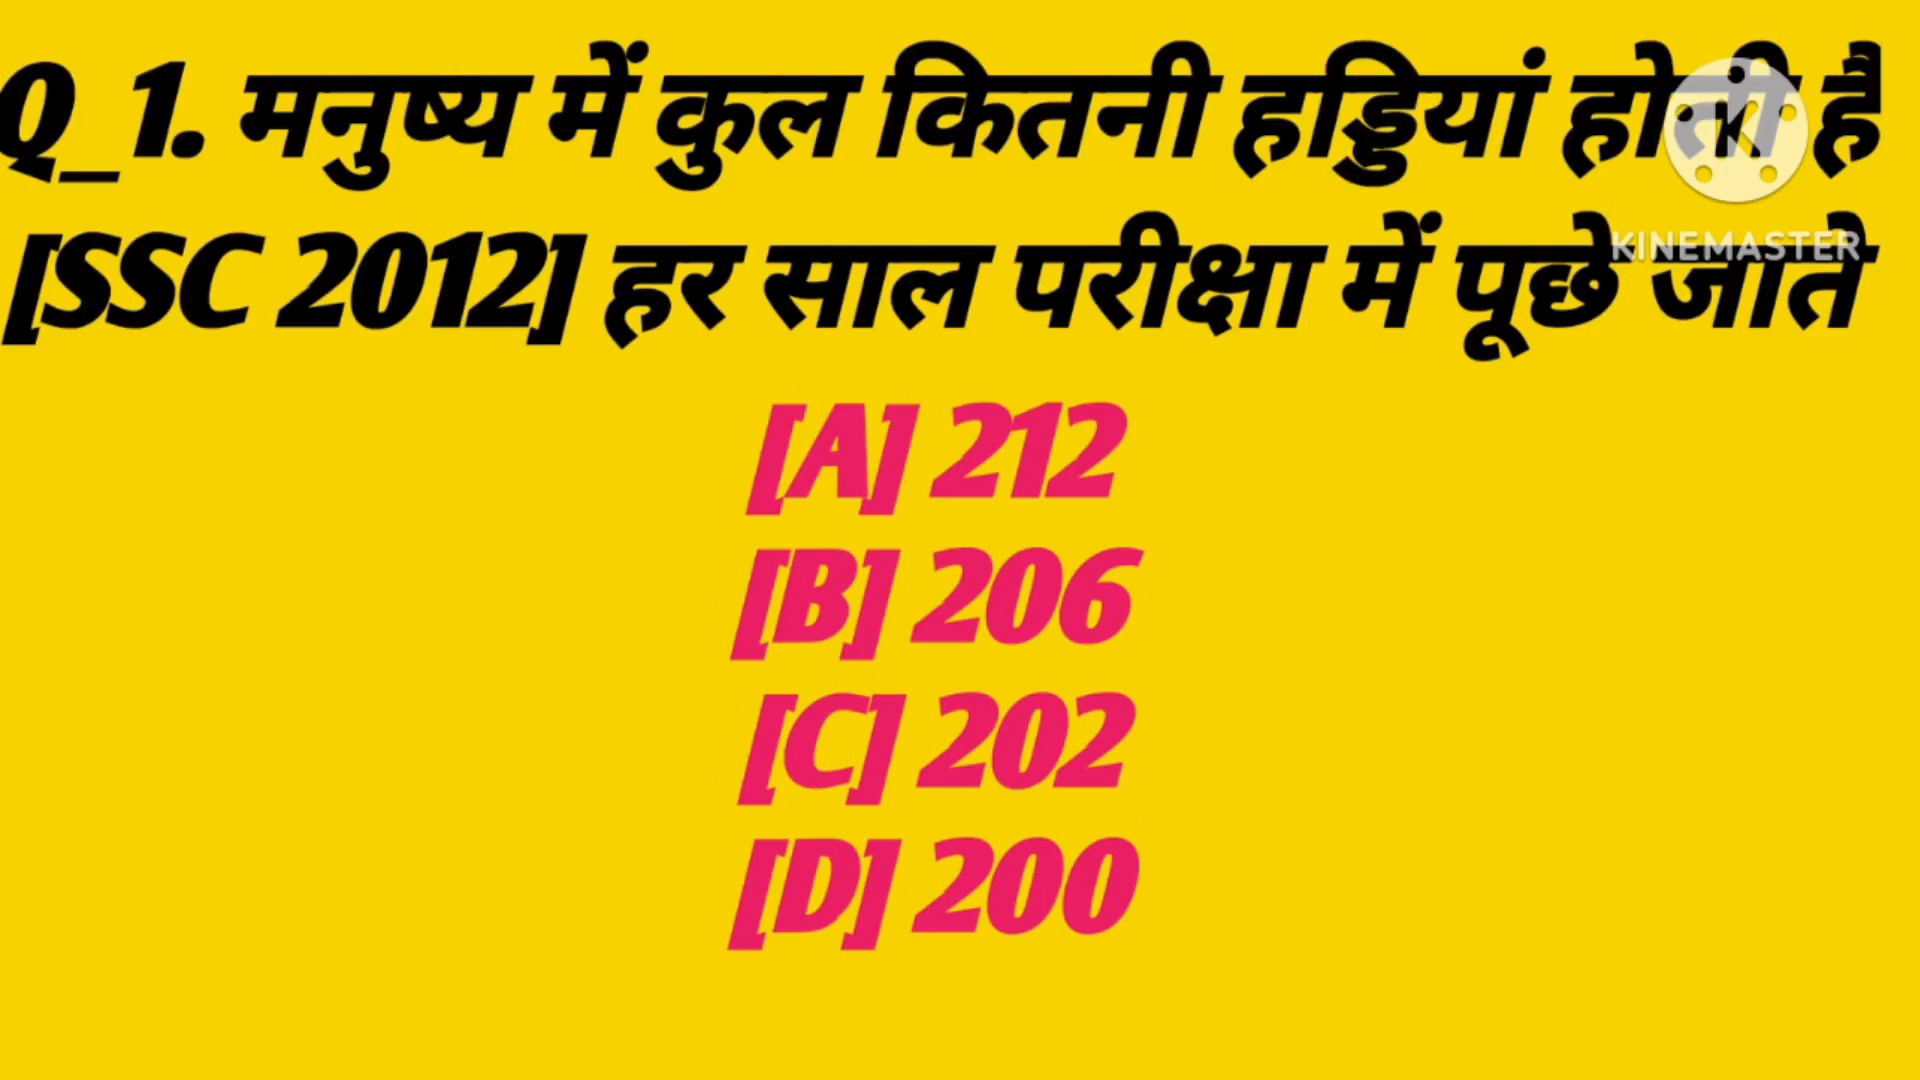 Q_1. मनुष्य में कुल कितनी हड्डियां होती है
[SSC 2012] हर साल परीक्षा में पूछे जाते
KINEMASTER
[A] 212
[B] 206
[C] 202
[D] 200